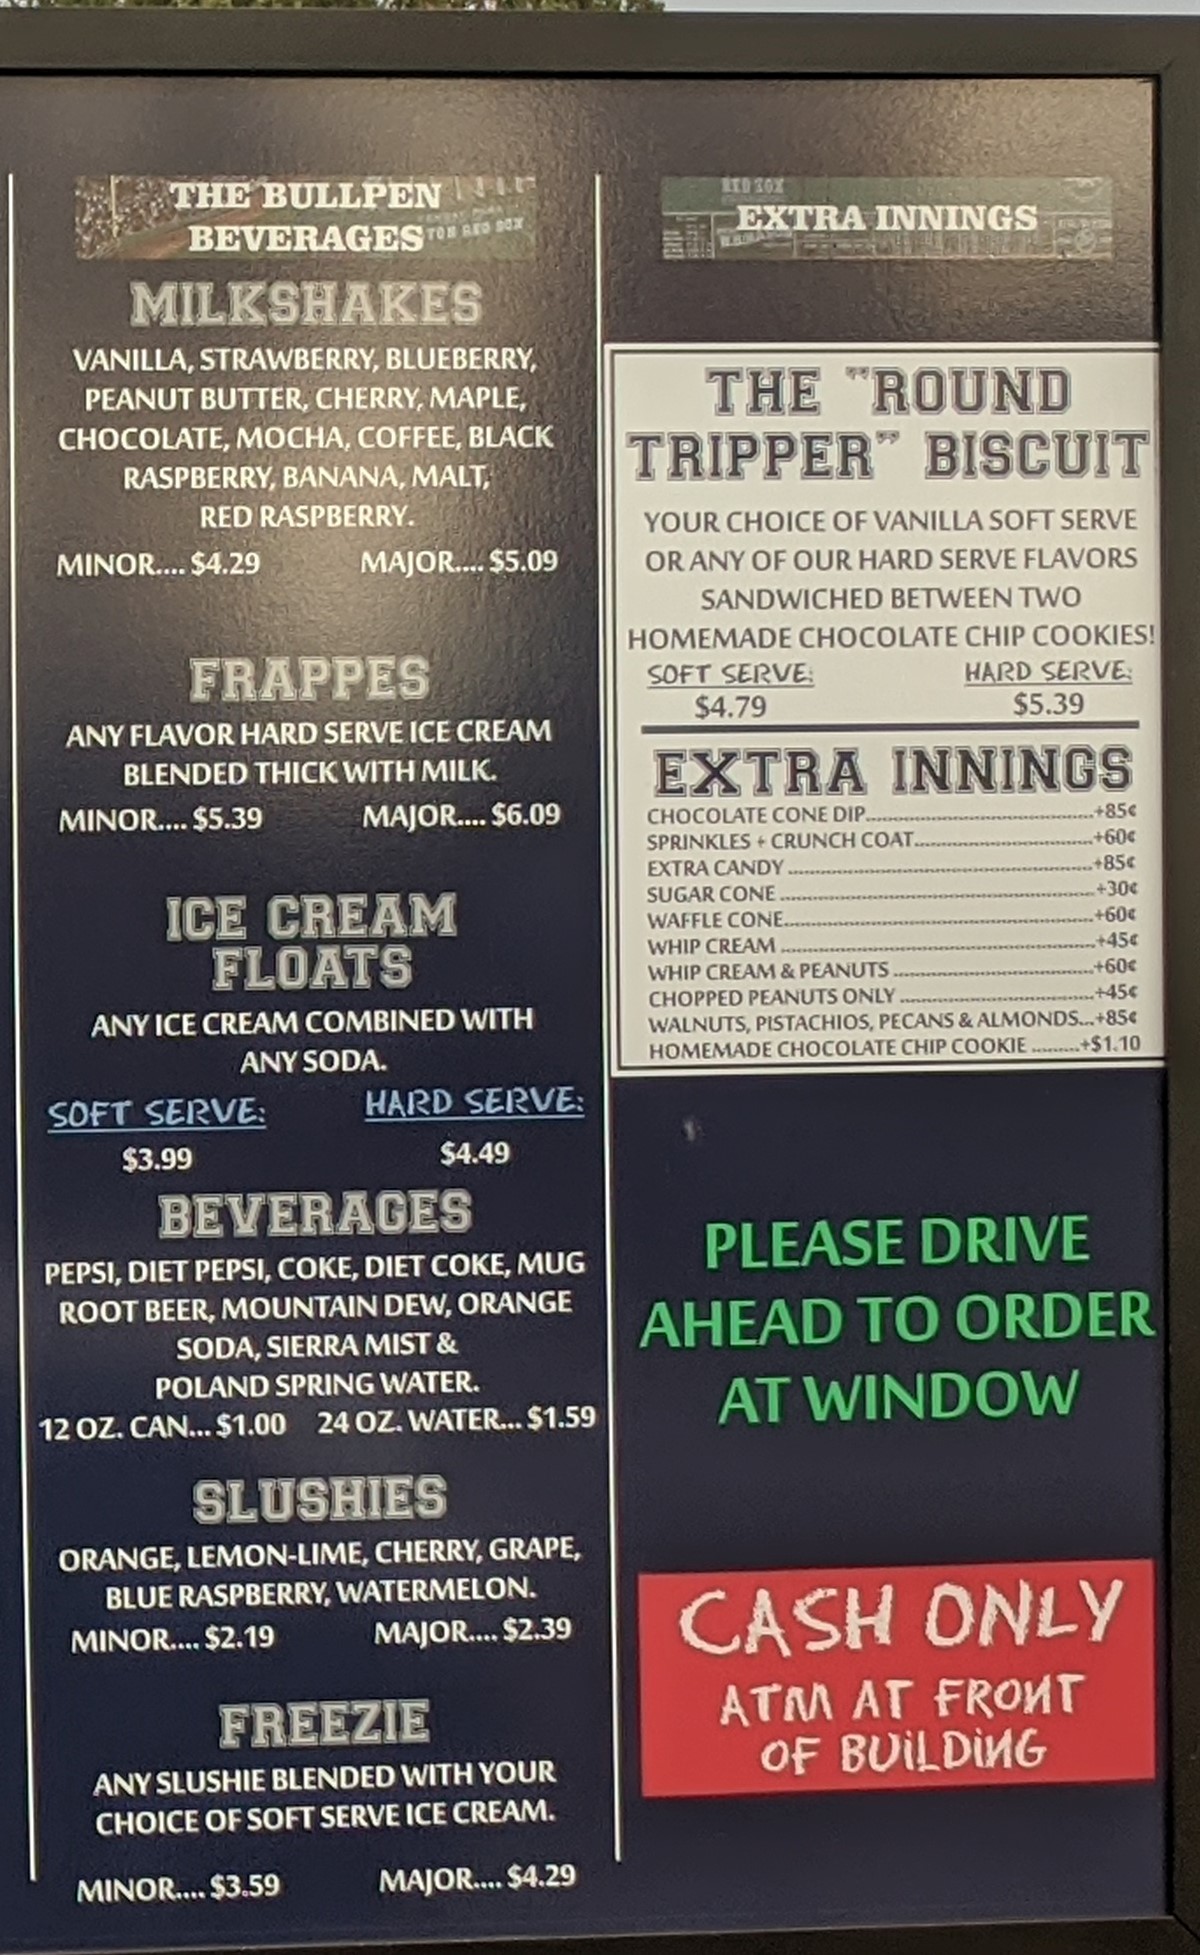 THE BULLPEN
BEVERAGES
MILKSHAKES
VANILLA, STRAWBERRY, BLUEBERRY,
PEANUT BUTTER, CHERRY, MAPLE,
CHOCOLATE, MOCHA, COFFEE, BLACK
RASPBERRY, BANANA, MALT,
RED RASPBERRY.
MINOR.... $4.29 MAJOR.... $5.09
FRAPPES
ANY FLAVOR HARD SERVE ICE CREAM
BLENDED THICK WITH MILK.
MINOR.... $5.39 MAJOR.... $6.09
ICE CREAM
FLOATS
ANY ICE CREAM COMBINED WITH
ANY SODA.
SOFT SERVE: HARD SERVE:
$3.99 $4.49
BEVERAGES
PEPSI, DIET PEPSI, COKE, DIET COKE, MUG
ROOT BEER, MOUNTAIN DEW, ORANGE
SODA, SIERRA MIST &
POLAND SPRING WATER.
12 OZ. CAN... $1.00 24 OZ. WATER... $1.59
SLUSHIES
ORANGE, LEMON-LIME, CHERRY, GRAPE,
BLUE RASPBERRY, WATERMELON.
MINOR.... $2.19 MAJOR.... $2.39
FREEZIE
ANY SLUSHIE BLENDED WITH YOUR
CHOICE OF SOFT SERVE ICE CREAM.
MINOR.... $3.59 MAJOR.... $4.29
RED SOX
EXTRA INNINGS
THE "ROUND
TRIPPER" BISCUIT
YOUR CHOICE OF VANILLA SOFT SERVE
OR ANY OF OUR HARD SERVE FLAVORS
SANDWICHED BETWEEN TWO
HOMEMADE CHOCOLATE CHIP COOKIES!
SOFT SERVE: HARD SERVE:
$4.79 $5.39
EXTRA INNINGS
CHOCOLATE CONE DIP...+85¢
SPRINKLES + CRUNCH COAT...+60¢
EXTRA CANDY...+85¢
SUGAR CONE...+30¢
WAFFLE CONE...+60¢
WHIP CREAM...+45¢
WHIP CREAM & PEANUTS...+60¢
CHOPPED PEANUTS ONLY...+45¢
WALNUTS, PISTACHIOS, PECANS & ALMONDS...+85¢
HOMEMADE CHOCOLATE CHIP COOKIE.........+$1.10
PLEASE DRIVE
AHEAD TO ORDER
AT WINDOW
CASH ONLY
ATM AT FRONT
OF BUILDING